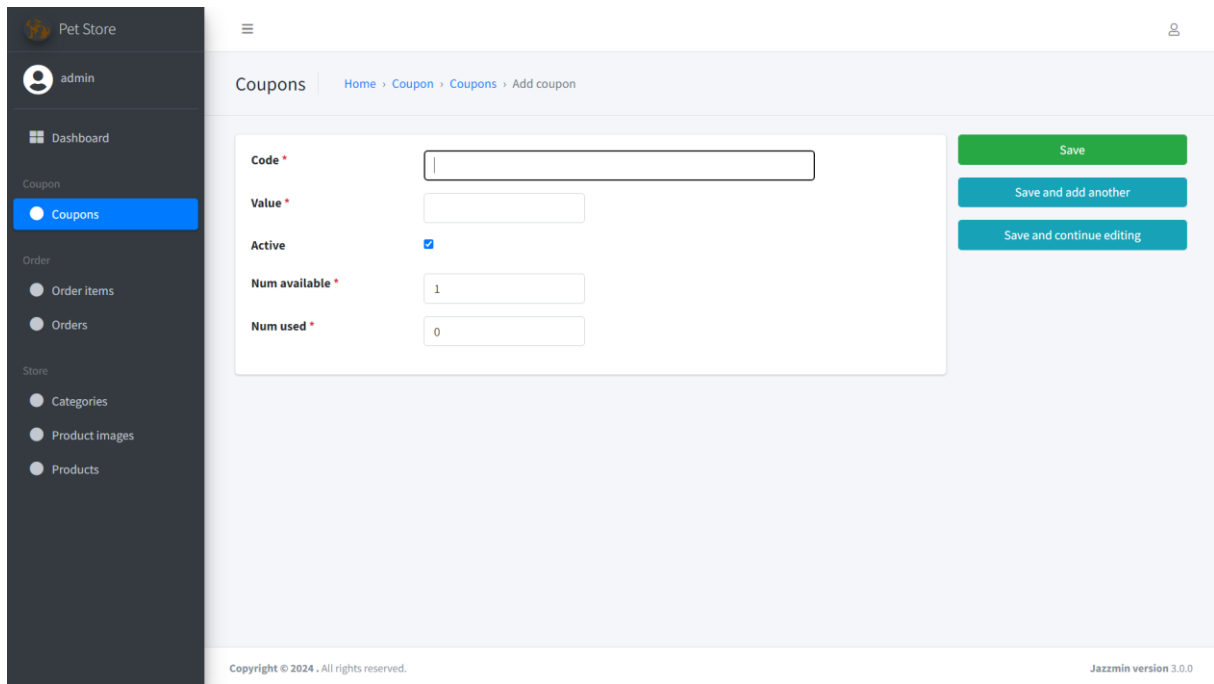 Pet Store
admin
Dashboard
Coupon
Coupons
Order
Order items
Orders
Store
Categories
Product images
Products
Coupons
Home › Coupon › Coupons › Add coupon
Code *
Value *
Active
Num available *
1
Num used *
0
Save
Save and add another
Save and continue editing
Copyright © 2024 . All rights reserved.
Jazzmin version 3.0.0